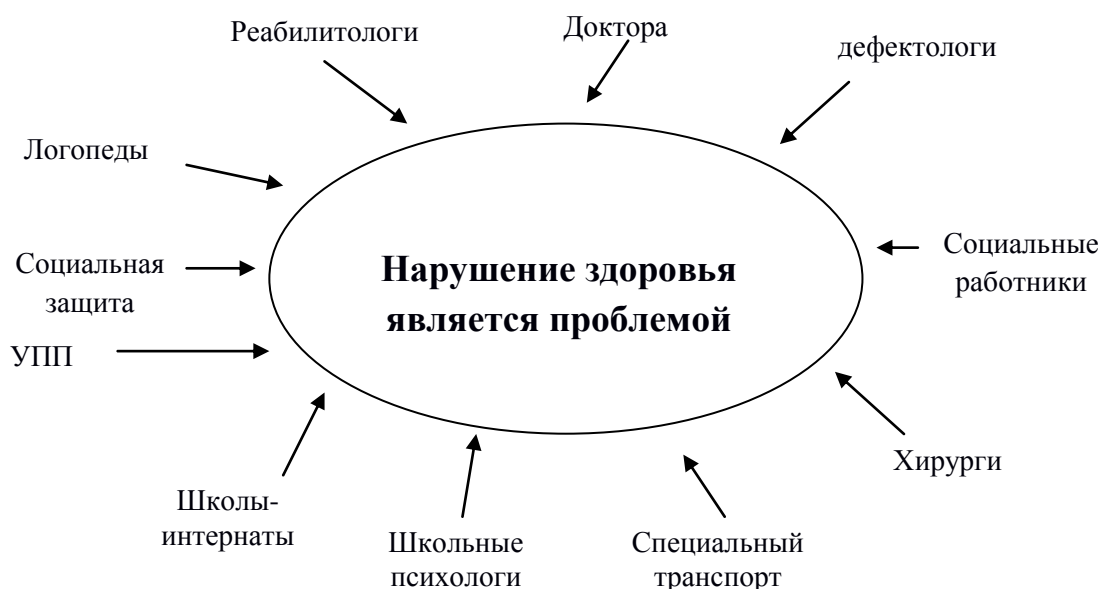 Реабилитологи
Доктора
дефектологи
Логопеды
Социальная
защита
Нарушение здоровья
является проблемой
Социальные
работники
УПП
Хирурги
Школы-
интернаты
Школьные
психологи
Специальный
транспорт